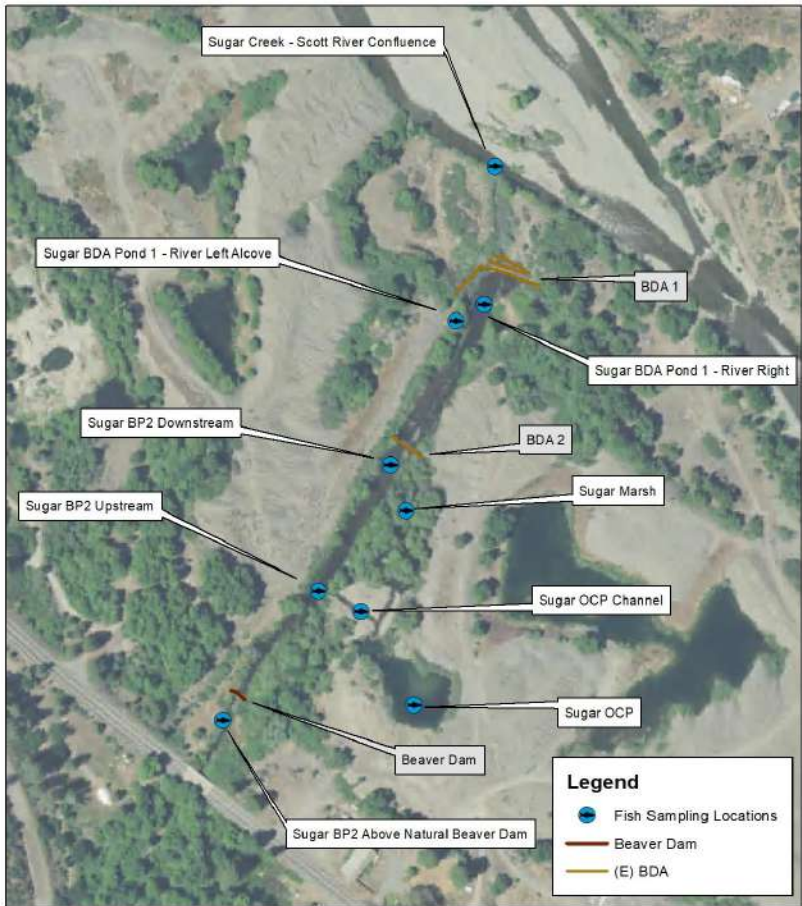 Sugar Creek - Scott River Confluence
Sugar BDA Pond 1 - River Left Alcove
BDA 1
Sugar BDA Pond 1 - River Right
Sugar BP2 Downstream
BDA 2
Sugar Marsh
Sugar BP2 Upstream
Sugar OCP Channel
Sugar OCP
Beaver Dam
Sugar BP2 Above Natural Beaver Dam
Legend
Fish Sampling Locations
Beaver Dam
(E) BDA